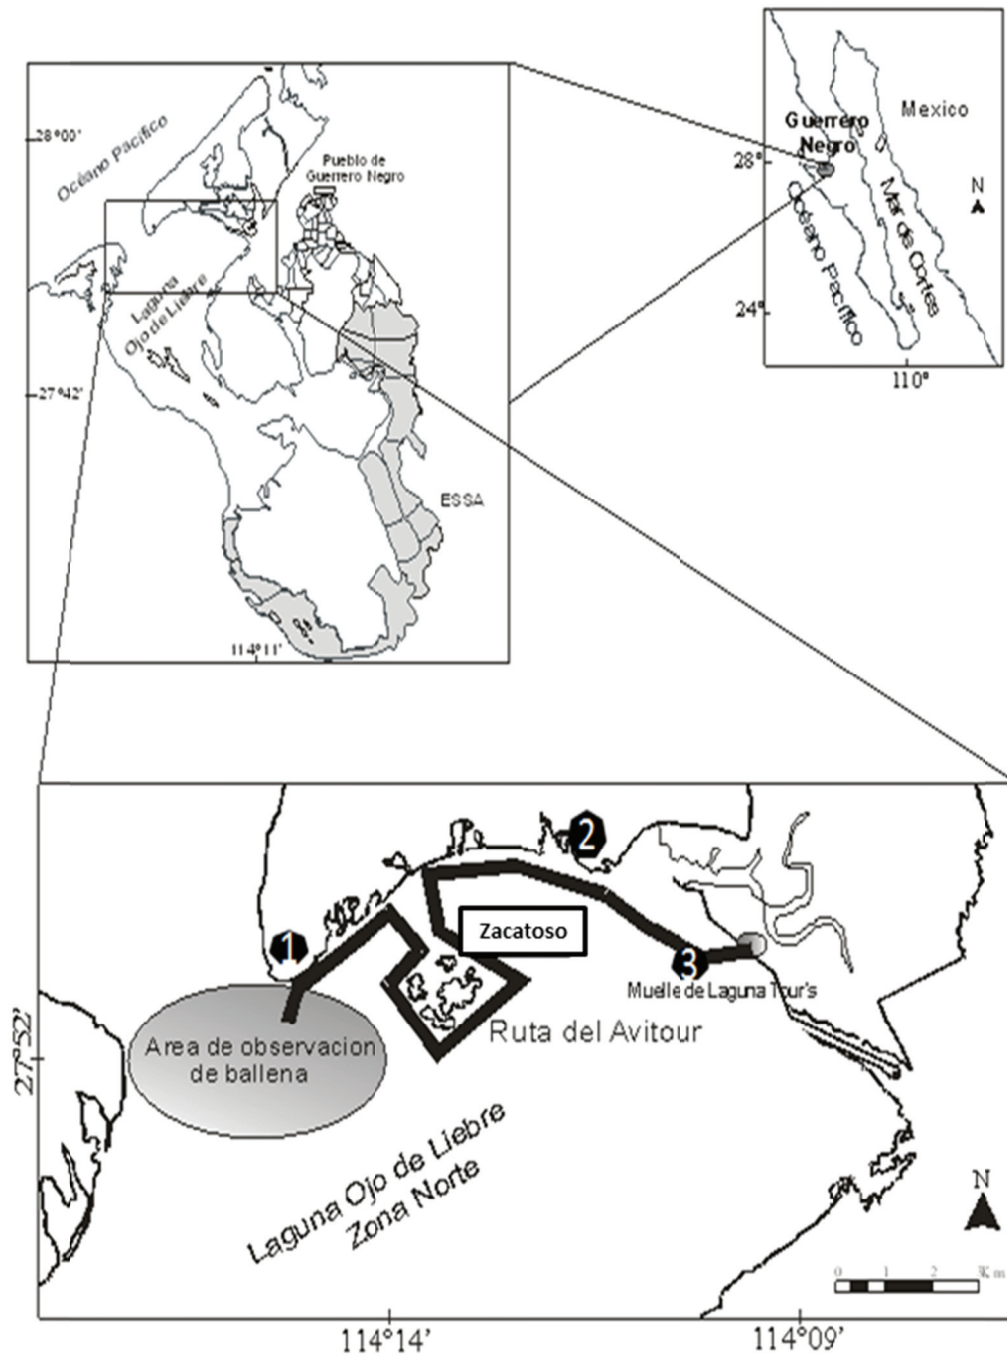 Océano Pacífico
28°00'
Pueblo de
Guerrero Negro
Laguna
Ojo de Liebre
27°42'
ESSA
114°11'
Mexico
Guerrero
Negro
28°
N
Océano Pacífico
Mar de Cortes
24°
110°
1
2
3
Zacatoso
Muelle de Laguna Tour's
Ruta del Avitour
Area de observacion
de ballena
27°52'
Laguna Ojo de Liebre
Zona Norte
N
0 1 2 3Km
114°14'
114°09'